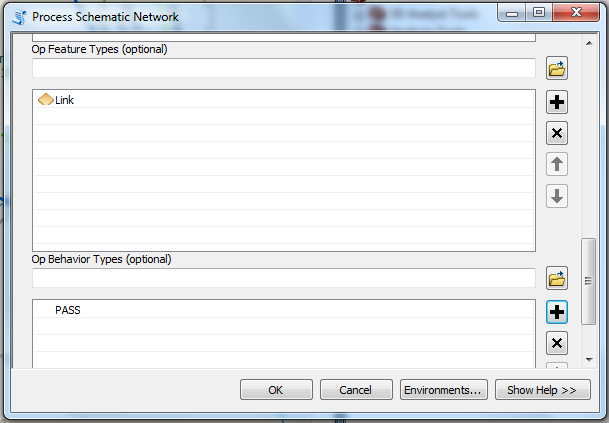 Process Schematic Network
Op Feature Types (optional)
Link
Op Behavior Types (optional)
PASS
OK
Cancel
Environments...
Show Help >>